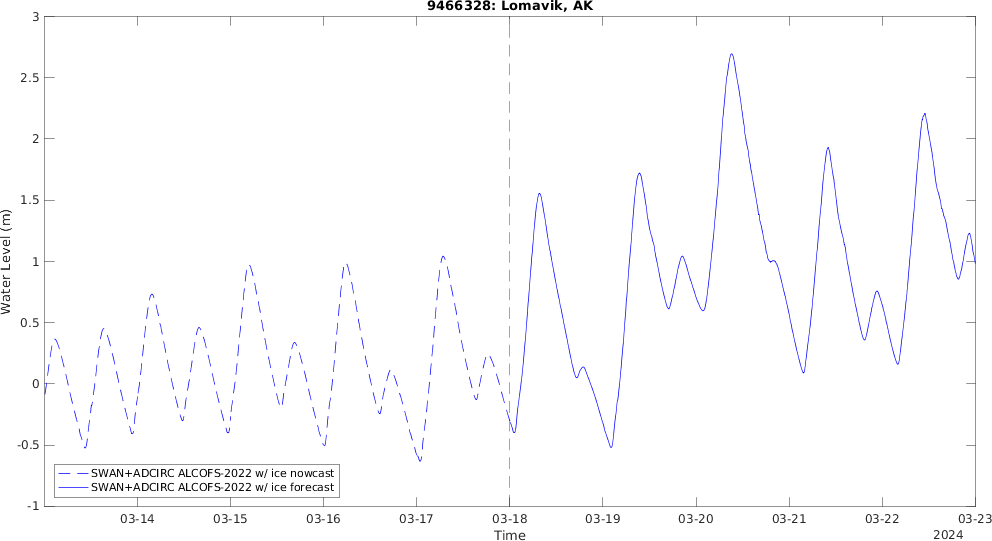 9466328: Lomavik, AK
Water Level (m)
3
2.5
2
1.5
1
0.5
0
-0.5
-1
SWAN+ADCIRC ALCOFS-2022 w/ ice nowcast
SWAN+ADCIRC ALCOFS-2022 w/ ice forecast
03-14 03-15 03-16 03-17 03-18 03-19 03-20 03-21 03-22 03-23
Time
2024